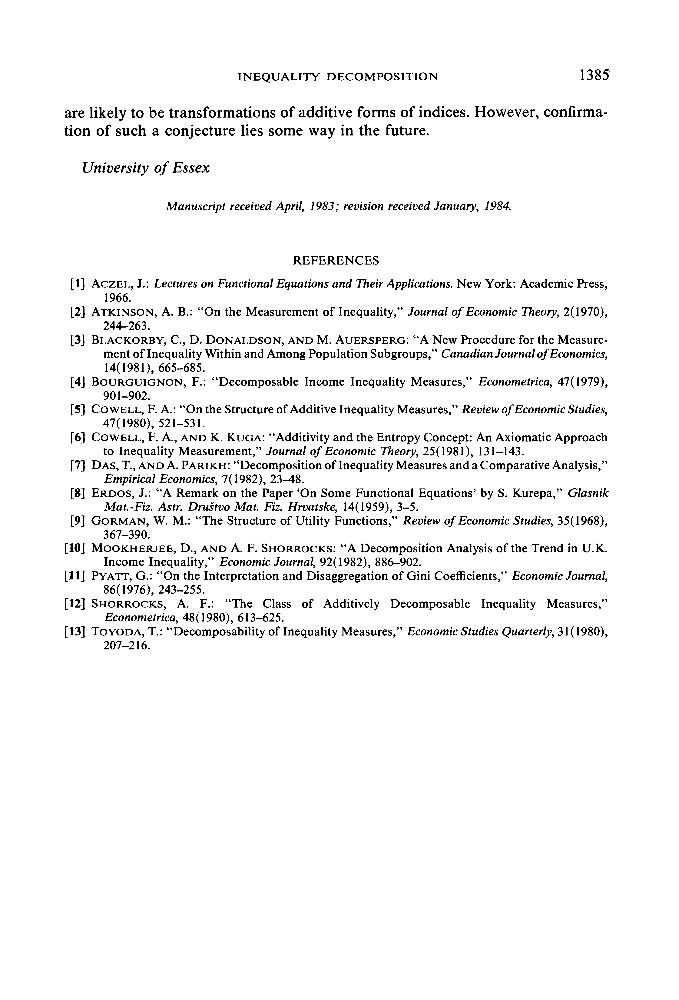 INEQUALITY DECOMPOSITION 1385
are likely to be transformations of additive forms of indices. However, confirma-
tion of such a conjecture lies some way in the future.
University of Essex
Manuscript received April, 1983; revision received January, 1984.
REFERENCES
[1] ACZEL, J.: Lectures on Functional Equations and Their Applications. New York: Academic Press,
1966.
[2] ATKINSON, A. B.: “On the Measurement of Inequality,” Journal of Economic Theory, 2(1970),
244–263.
[3] BLACKORBY, C., D. DONALDSON, AND M. AUERSPERG: “A New Procedure for the Measure-
ment of Inequality Within and Among Population Subgroups,” Canadian Journal of Economics,
14(1981), 665–685.
[4] BOURGUIGNON, F.: “Decomposable Income Inequality Measures,” Econometrica, 47(1979),
901–902.
[5] COWELL, F. A.: “On the Structure of Additive Inequality Measures,” Review of Economic Studies,
47(1980), 521–531.
[6] COWELL, F. A., AND K. KUGA: “Additivity and the Entropy Concept: An Axiomatic Approach
to Inequality Measurement,” Journal of Economic Theory, 25(1981), 131–143.
[7] DAS, T., AND A. PARIKH: “Decomposition of Inequality Measures and a Comparative Analysis,”
Empirical Economics, 7(1982), 23–48.
[8] ERDOS, J.: “A Remark on the Paper ‘On Some Functional Equations’ by S. Kurepa,” Glasnik
Mat.-Fiz. Astr. Društvo Mat. Fiz. Hrvatske, 14(1959), 3–5.
[9] GORMAN, W. M.: “The Structure of Utility Functions,” Review of Economic Studies, 35(1968),
367–390.
[10] MOOKHERJEE, D., AND A. F. SHORROCKS: “A Decomposition Analysis of the Trend in U.K.
Income Inequality,” Economic Journal, 92(1982), 886–902.
[11] PYATT, G.: “On the Interpretation and Disaggregation of Gini Coefficients,” Economic Journal,
86(1976), 243–255.
[12] SHORROCKS, A. F.: “The Class of Additively Decomposable Inequality Measures,”
Econometrica, 48(1980), 613–625.
[13] TOYODA, T.: “Decomposability of Inequality Measures,” Economic Studies Quarterly, 31(1980),
207–216.